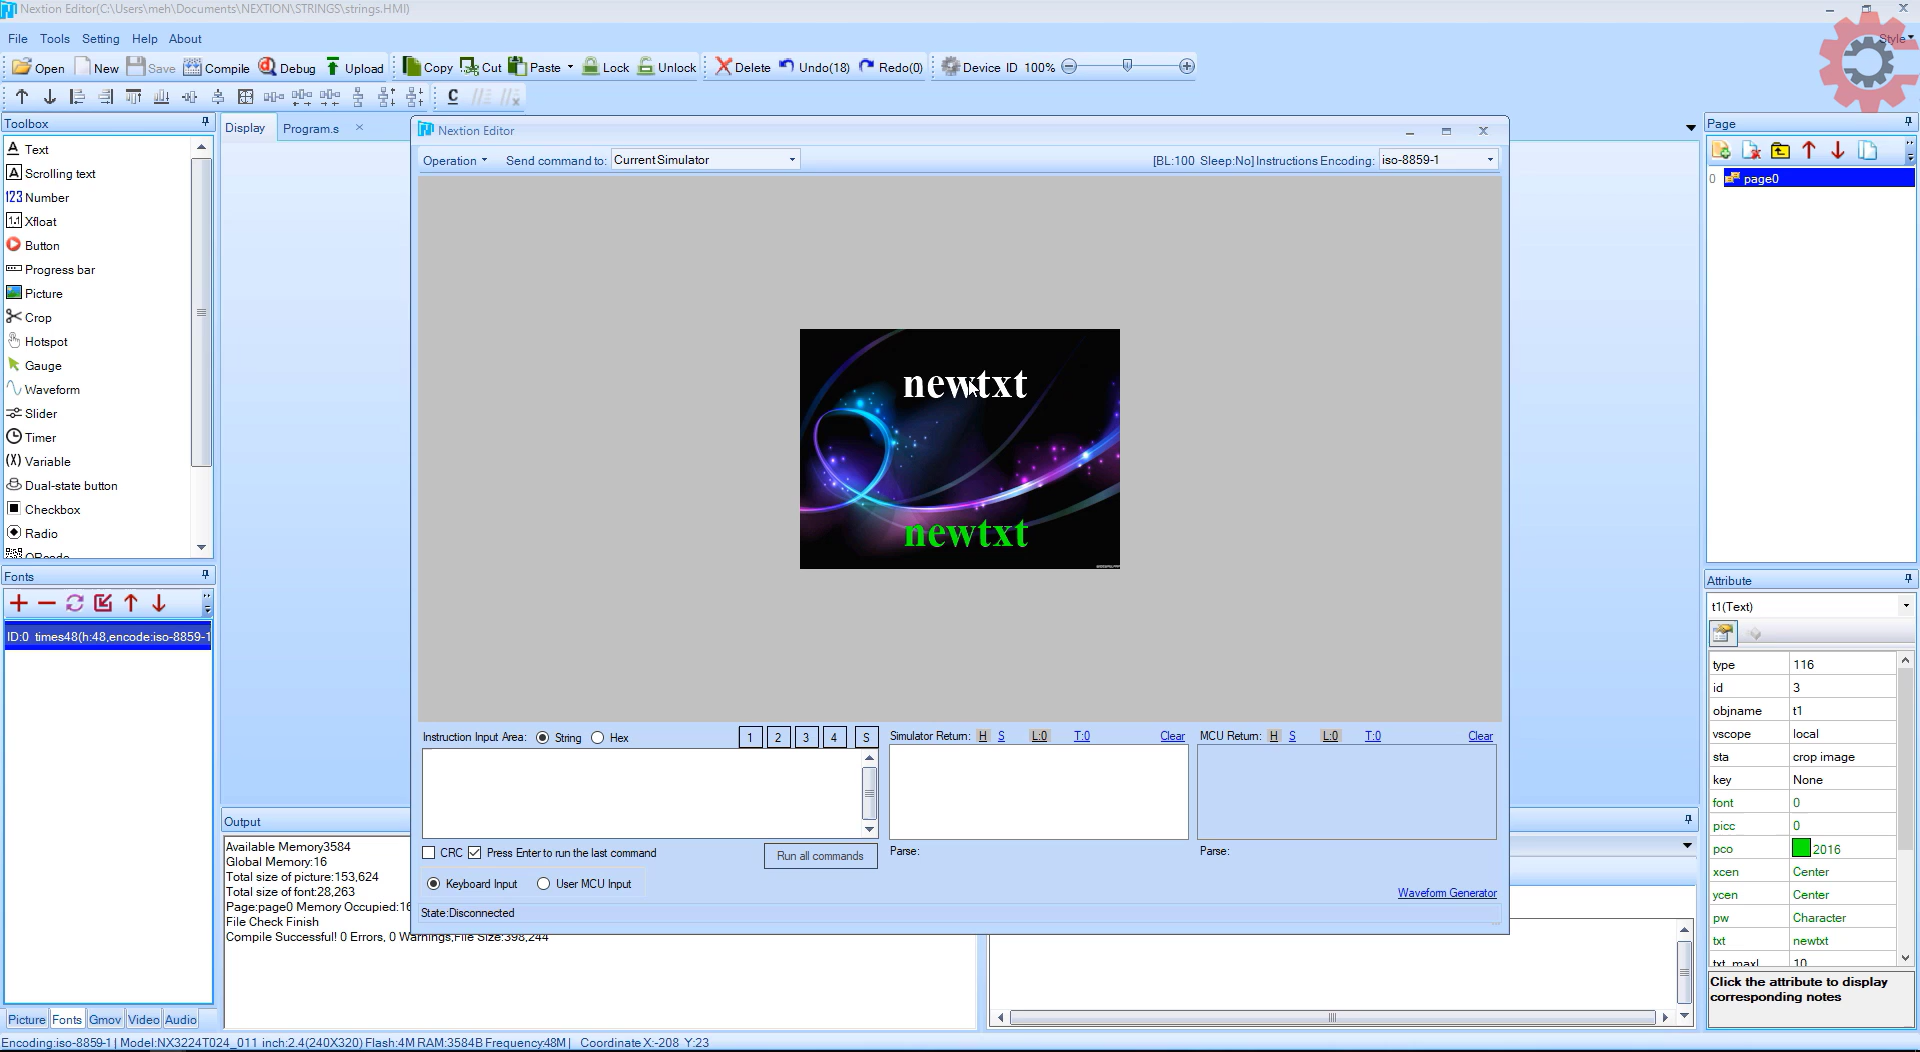 Nextion Editor(C:\Users\meh\Documents\NEXTION\STRINGS\strings.HMI)
File Tools Setting Help About
Style
Open New Save Compile Debug Upload Copy Cut Paste Lock Unlock Delete Undo(18) Redo(0) Device ID 100%
Toolbox
Text
Scrolling text
123 Number
1.1 Xfloat
Button
Progress bar
Picture
Crop
Hotspot
Gauge
Waveform
Slider
Timer
(X) Variable
Dual-state button
Checkbox
Radio
QRcode
Fonts
ID:0 times48(h:48,encode:iso-8859-1
Picture Fonts Gmov Video Audio
Display Program.s
Nextion Editor
Operation Send command to: Current Simulator [BL:100 Sleep:No] Instructions Encoding: iso-8859-1
newtxt
newtxt
Instruction Input Area: String Hex 1 2 3 4 S
Simulator Return: H S L:0 T:0 Clear
MCU Return: H S L:0 T:0 Clear
CRC Press Enter to run the last command Run all commands
Parse:
Parse:
Keyboard Input User MCU Input
Waveform Generator
State:Disconnected
Output
Available Memory3584
Global Memory:16
Total size of picture:153,624
Total size of font:28,263
Page:page0 Memory Occupied:16
File Check Finish
Compile Successful! 0 Errors, 0 Warnings,File Size:398,244
Page
0 page0
Attribute
t1(Text)
type 116
id 3
objname t1
vscope local
sta crop image
key None
font 0
picc 0
pco 2016
xcen Center
ycen Center
pw Character
txt newtxt
txt_maxl 10
Click the attribute to display
corresponding notes
Encoding:iso-8859-1 | Model:NX3224T024_011 inch:2.4(240X320) Flash:4M RAM:3584B Frequency:48M | Coordinate X:-208 Y:23